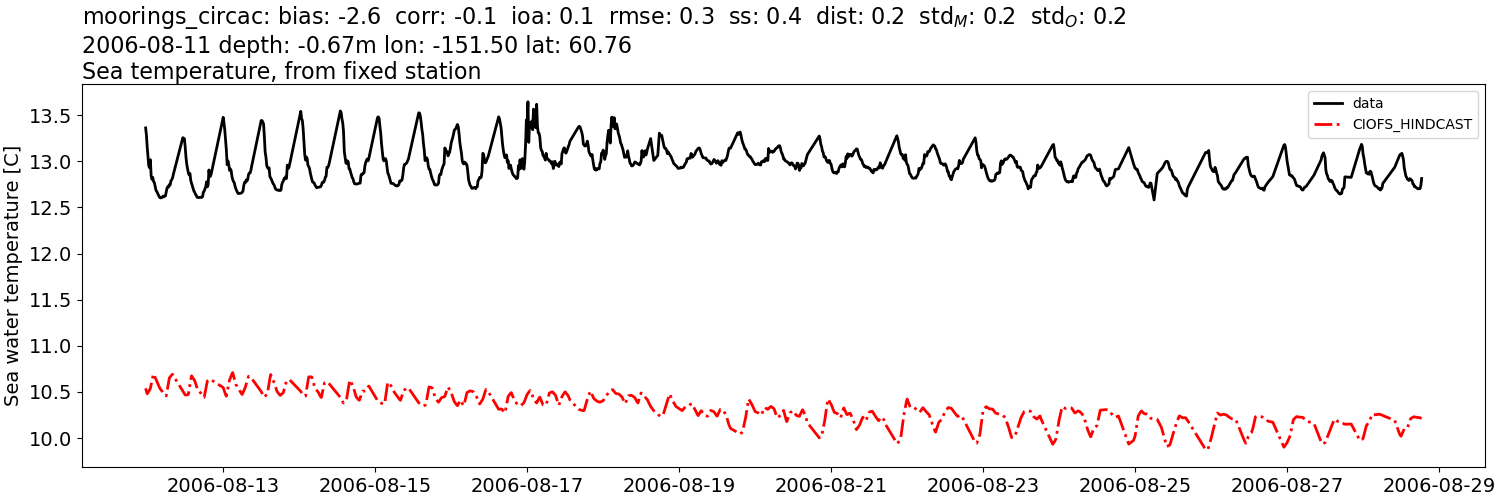 moorings_circac: bias: -2.6 corr: -0.1 ioa: 0.1 rmse: 0.3 ss: 0.4 dist: 0.2 std_M: 0.2 std_O: 0.2
2006-08-11 depth: -0.67m lon: -151.50 lat: 60.76
Sea temperature, from fixed station
data
CIOFS_HINDCAST
Sea water temperature [C]
13.5
13.0
12.5
12.0
11.5
11.0
10.5
10.0
2006-08-13 2006-08-15 2006-08-17 2006-08-19 2006-08-21 2006-08-23 2006-08-25 2006-08-27 2006-08-29